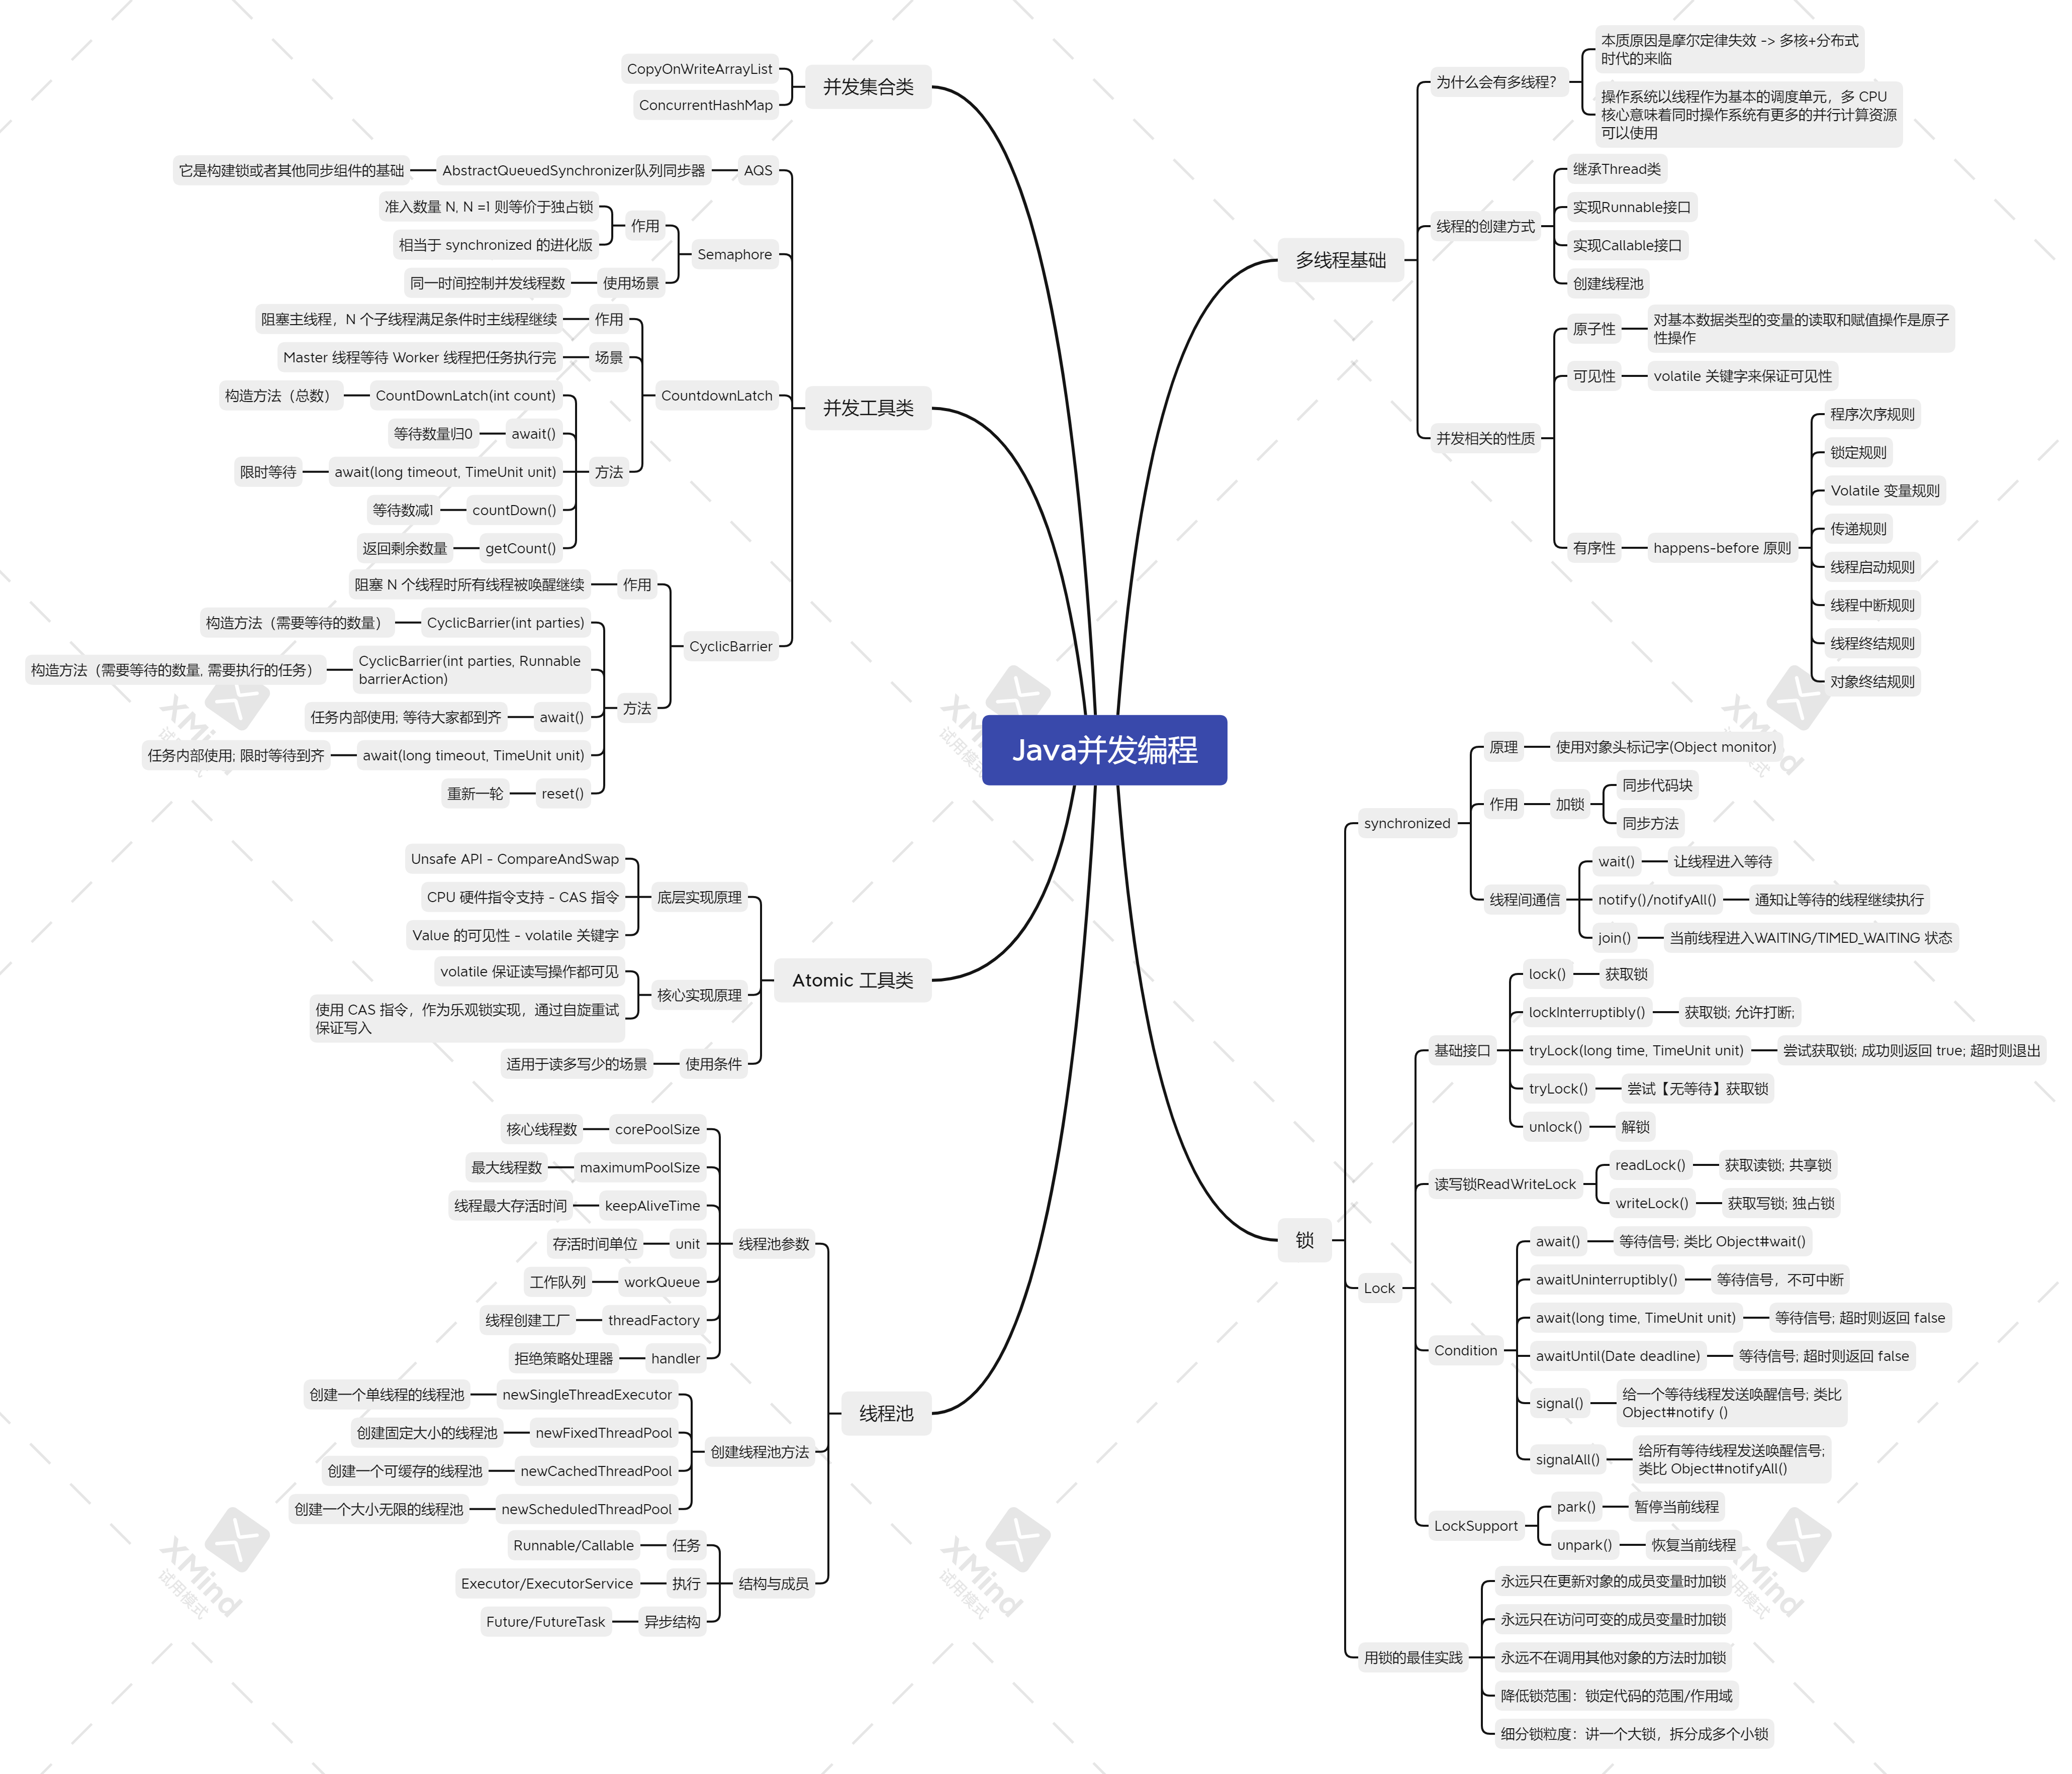 Java并发编程
多线程基础
为什么会有多线程？
本质原因是摩尔定律失效 -> 多核+分布式
时代的来临
操作系统以线程作为基本的调度单元，多 CPU
核心意味着同时操作系统有更多的并行计算资源
可以使用
线程的创建方式
继承Thread类
实现Runnable接口
实现Callable接口
创建线程池
并发相关的性质
原子性
对基本数据类型的变量的读取和赋值操作是原子
性操作
可见性
volatile 关键字来保证可见性
有序性
happens-before 原则
程序次序规则
锁定规则
Volatile 变量规则
传递规则
线程启动规则
线程中断规则
线程终结规则
对象终结规则
锁
synchronized
原理
使用对象头标记字(Object monitor)
作用
加锁
同步代码块
同步方法
线程间通信
wait()
让线程进入等待
notify()/notifyAll()
通知让等待的线程继续执行
join()
当前线程进入WAITING/TIMED_WAITING 状态
Lock
基础接口
lock()
获取锁
lockInterruptibly()
获取锁; 允许打断;
tryLock(long time, TimeUnit unit)
尝试获取锁; 成功则返回 true; 超时则退出
tryLock()
尝试【无等待】获取锁
unlock()
解锁
读写锁ReadWriteLock
readLock()
获取读锁; 共享锁
writeLock()
获取写锁; 独占锁
Condition
await()
等待信号; 类比 Object#wait()
awaitUninterruptibly()
等待信号，不可中断
await(long time, TimeUnit unit)
等待信号; 超时则返回 false
awaitUntil(Date deadline)
等待信号; 超时则返回 false
signal()
给一个等待线程发送唤醒信号; 类比
Object#notify ()
signalAll()
给所有等待线程发送唤醒信号;
类比 Object#notifyAll()
LockSupport
park()
暂停当前线程
unpark()
恢复当前线程
用锁的最佳实践
永远只在更新对象的成员变量时加锁
永远只在访问可变的成员变量时加锁
永远不在调用其他对象的方法时加锁
降低锁范围：锁定代码的范围/作用域
细分锁粒度：讲一个大锁，拆分成多个小锁
并发集合类
CopyOnWriteArrayList
ConcurrentHashMap
并发工具类
AQS
AbstractQueuedSynchronizer队列同步器
它是构建锁或者其他同步组件的基础
Semaphore
作用
准入数量 N, N =1 则等价于独占锁
相当于 synchronized 的进化版
使用场景
同一时间控制并发线程数
CountdownLatch
作用
阻塞主线程，N 个子线程满足条件时主线程继续
场景
Master 线程等待 Worker 线程把任务执行完
方法
CountDownLatch(int count)
构造方法（总数）
await()
等待数量归0
await(long timeout, TimeUnit unit)
限时等待
countDown()
等待数减1
getCount()
返回剩余数量
CyclicBarrier
作用
阻塞 N 个线程时所有线程被唤醒继续
方法
CyclicBarrier(int parties)
构造方法（需要等待的数量）
CyclicBarrier(int parties, Runnable
barrierAction)
构造方法（需要等待的数量, 需要执行的任务）
await()
任务内部使用; 等待大家都到齐
await(long timeout, TimeUnit unit)
任务内部使用; 限时等待到齐
reset()
重新一轮
Atomic 工具类
底层实现原理
Unsafe API - CompareAndSwap
CPU 硬件指令支持 - CAS 指令
Value 的可见性 - volatile 关键字
核心实现原理
volatile 保证读写操作都可见
使用 CAS 指令，作为乐观锁实现，通过自旋重试
保证写入
使用条件
适用于读多写少的场景
线程池
线程池参数
corePoolSize
核心线程数
maximumPoolSize
最大线程数
keepAliveTime
线程最大存活时间
unit
存活时间单位
workQueue
工作队列
threadFactory
线程创建工厂
handler
拒绝策略处理器
创建线程池方法
newSingleThreadExecutor
创建一个单线程的线程池
newFixedThreadPool
创建固定大小的线程池
newCachedThreadPool
创建一个可缓存的线程池
newScheduledThreadPool
创建一个大小无限的线程池
结构与成员
任务
Runnable/Callable
执行
Executor/ExecutorService
异步结构
Future/FutureTask
XMind
试用模式
XMind
试用模式
XMind
试用模式
XMind
试用模式
XMind
试用模式
XMind
试用模式